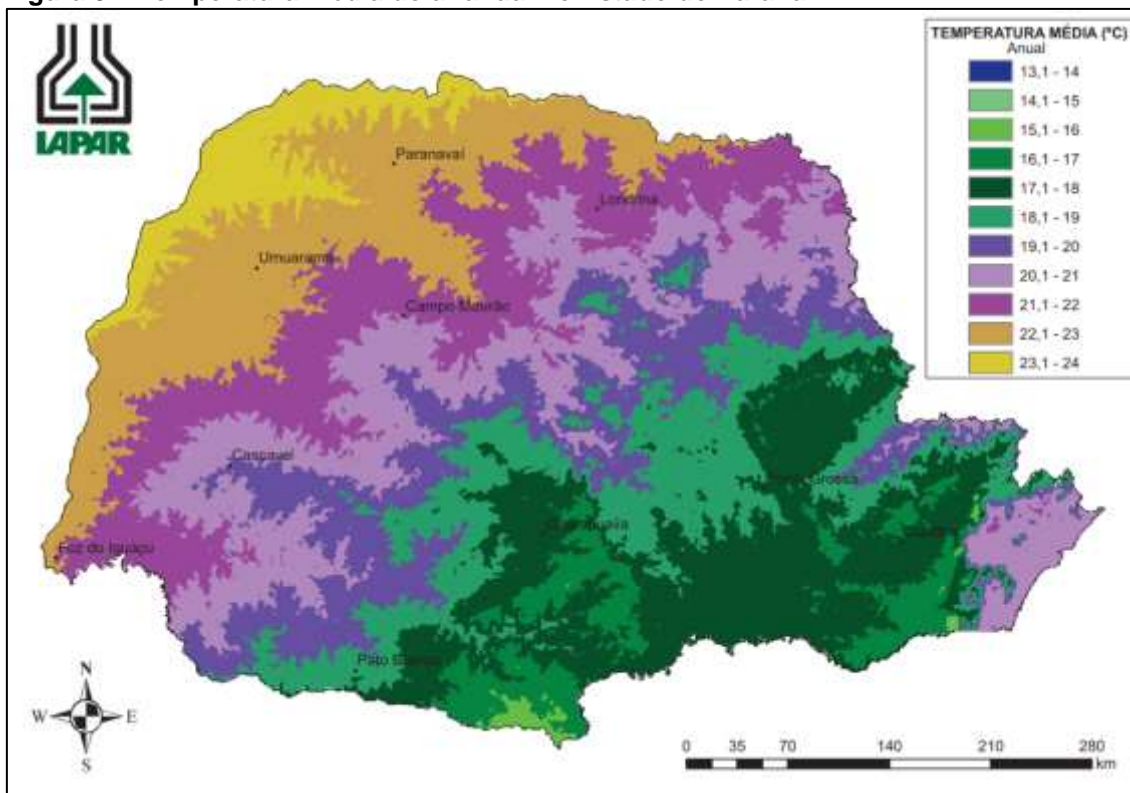 TEMPERATURA MÉDIA (ºC)
Anual
13,1 - 14
14,1 - 15
15,1 - 16
16,1 - 17
17,1 - 18
18,1 - 19
19,1 - 20
20,1 - 21
21,1 - 22
22,1 - 23
23,1 - 24
IAPAR
Paranavaí
Londrina
Umuarama
Campo Mourão
Cascavel
Ponta Grossa
Guarapuava
Foz do Iguaçu
Pato Branco
N
W
E
S
0 35 70 140 210 280
km